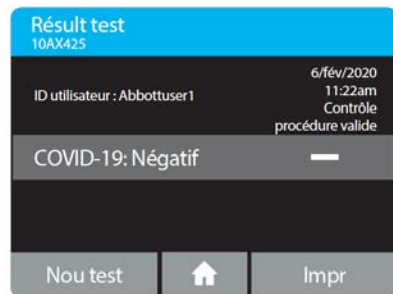 Résult test
10AX425
ID utilisateur : Abbottuser1
6/fév/2020
11:22am
Contrôle
procédure valide
COVID-19: Négatif
Nou test
Impr